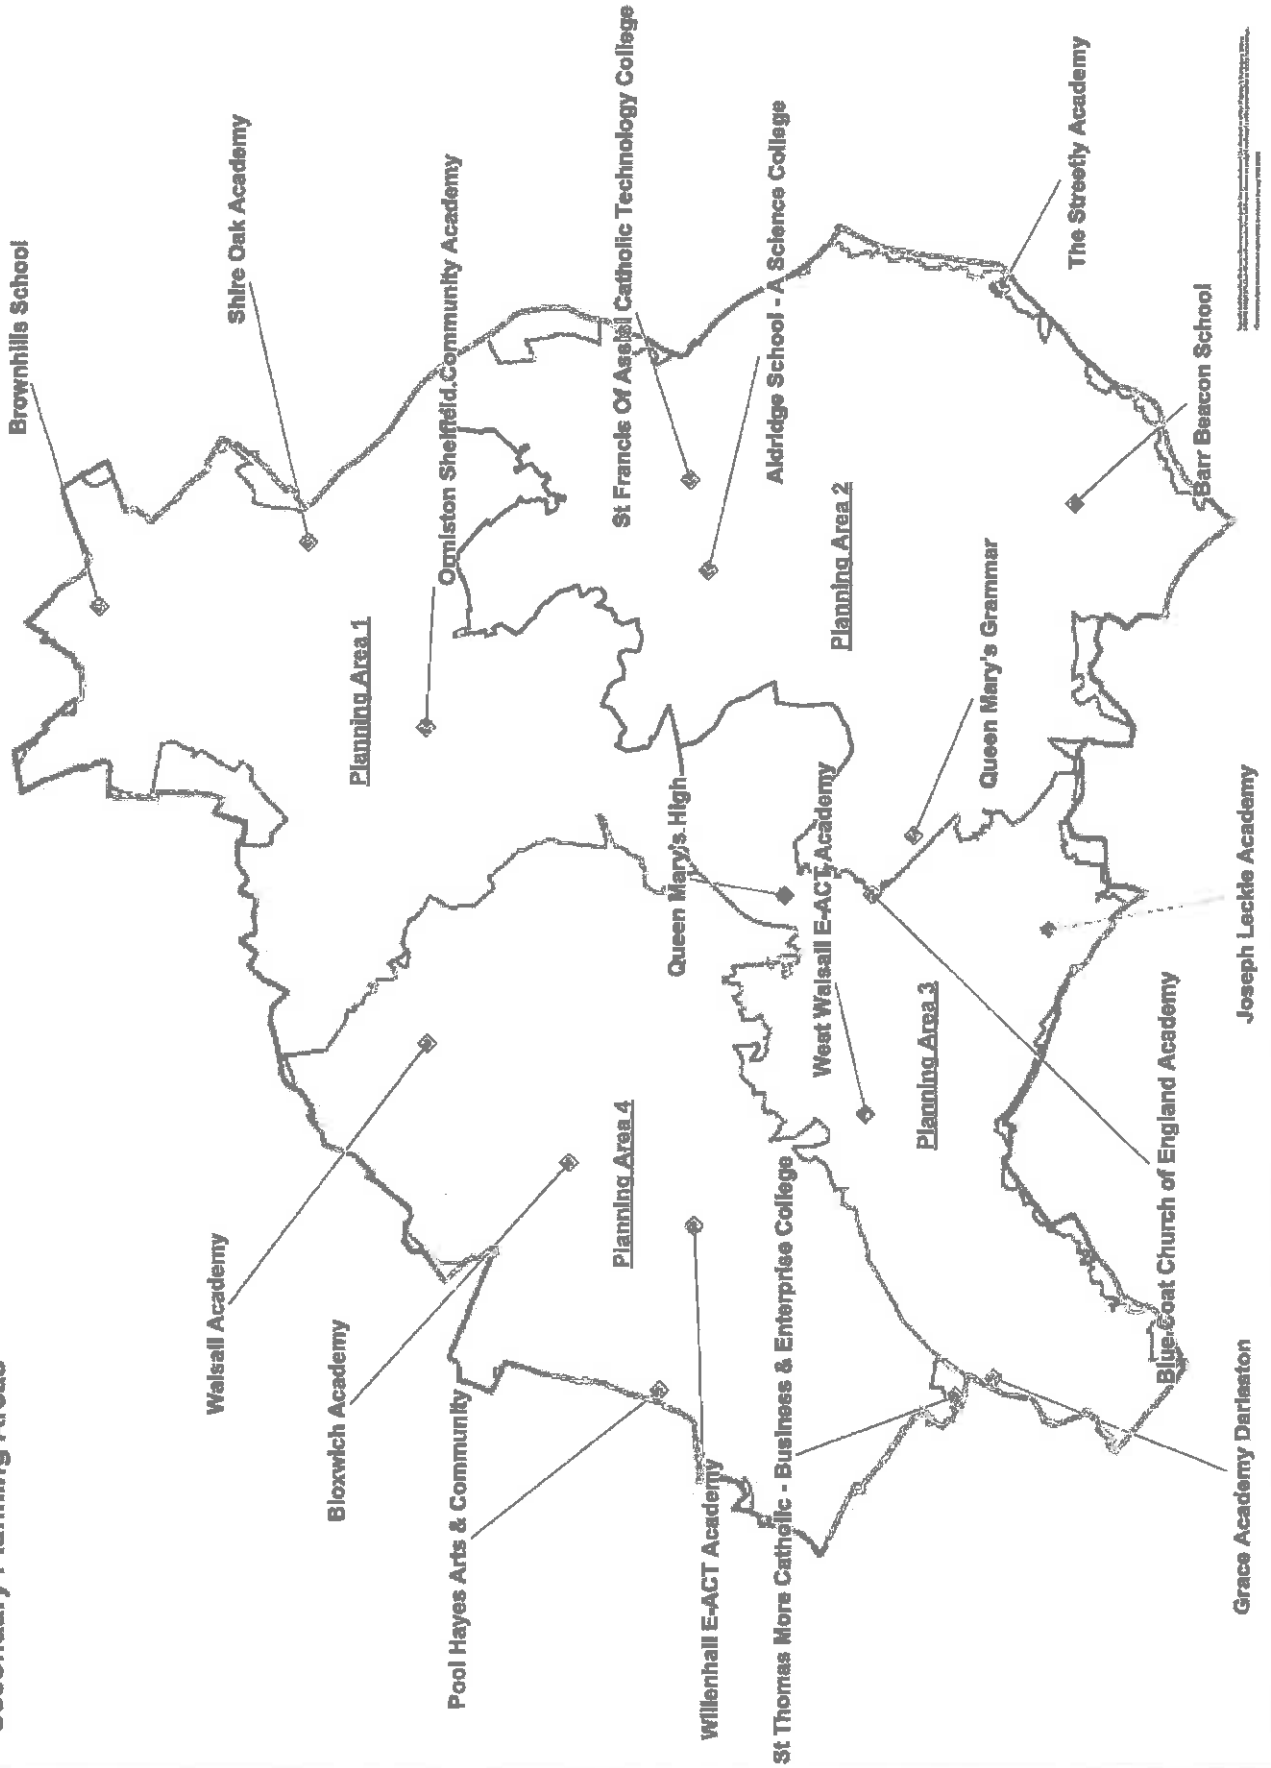 Secondary Planning Areas
Brownhills School
Shire Oak Academy
Walsall Academy
Bloxwich Academy
Planning Area 1
Ormiston Shelfield Community Academy
Pool Hayes Arts & Community
Planning Area 4
St Francis Of Assisi Catholic Technology College
Queen Mary's High
Willenhall E-ACT Academy
Aldridge School - A Science College
St Thomas More Catholic - Business & Enterprise College
West Walsall E-ACT Academy
Planning Area 2
Planning Area 3
Queen Mary's Grammar
The Streetly Academy
Blue Coat Church of England Academy
Barr Beacon School
Grace Academy Darlaston
Joseph Leckie Academy